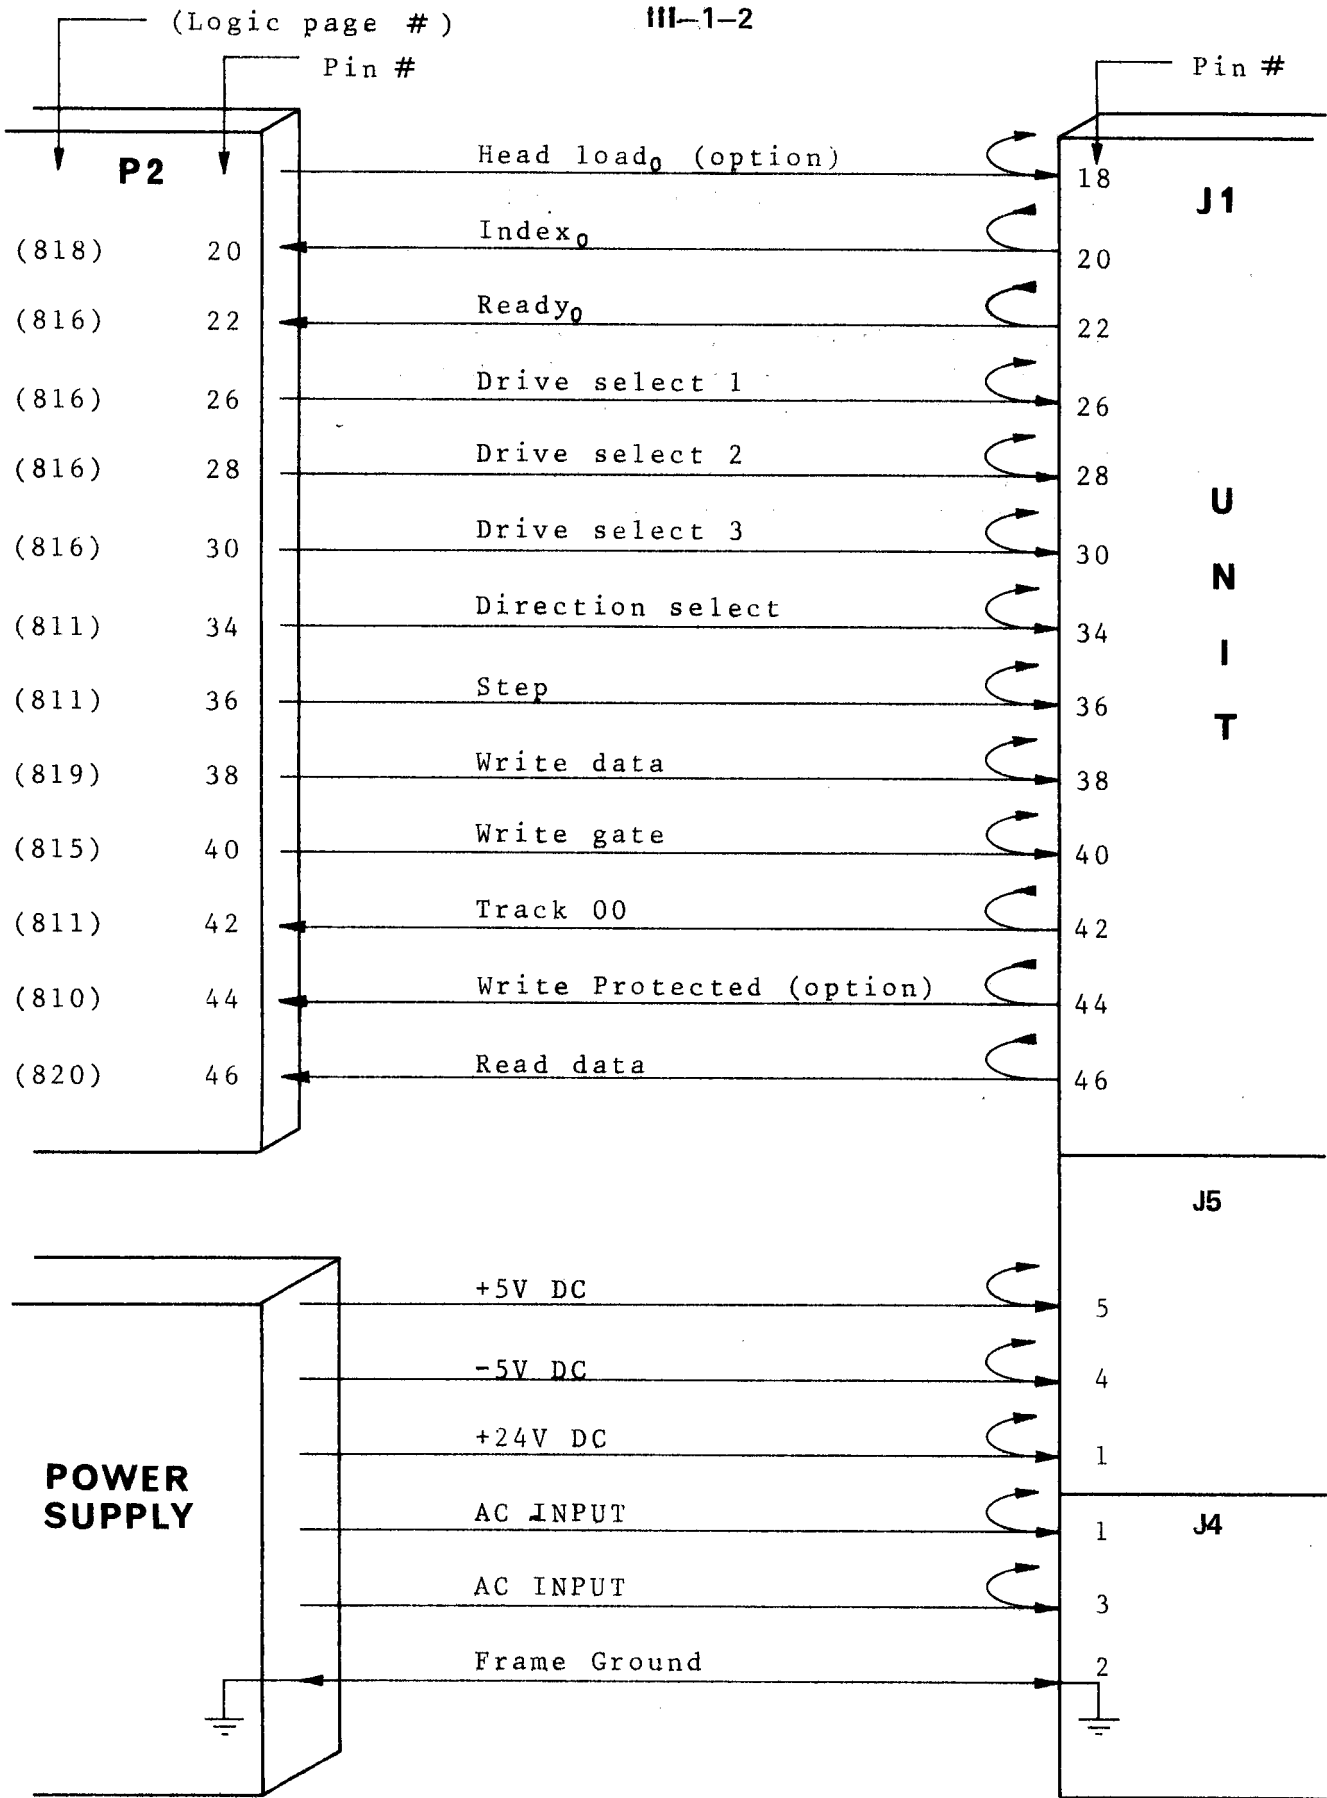 (Logic page #)
III-1-2
Pin #
Pin #
P2
Head load0 (option)
18
J1
(818) 20 Index0 20
(816) 22 Ready0 22
(816) 26 Drive select 1 26
(816) 28 Drive select 2 28
(816) 30 Drive select 3 30
(811) 34 Direction select 34
(811) 36 Step 36
(819) 38 Write data 38
(815) 40 Write gate 40
(811) 42 Track 00 42
(810) 44 Write Protected (option) 44
(820) 46 Read data 46
U
N
I
T
J5
+5V DC 5
-5V DC 4
+24V DC 1
POWER
SUPPLY
J4
AC INPUT 1
AC INPUT 3
Frame Ground 2